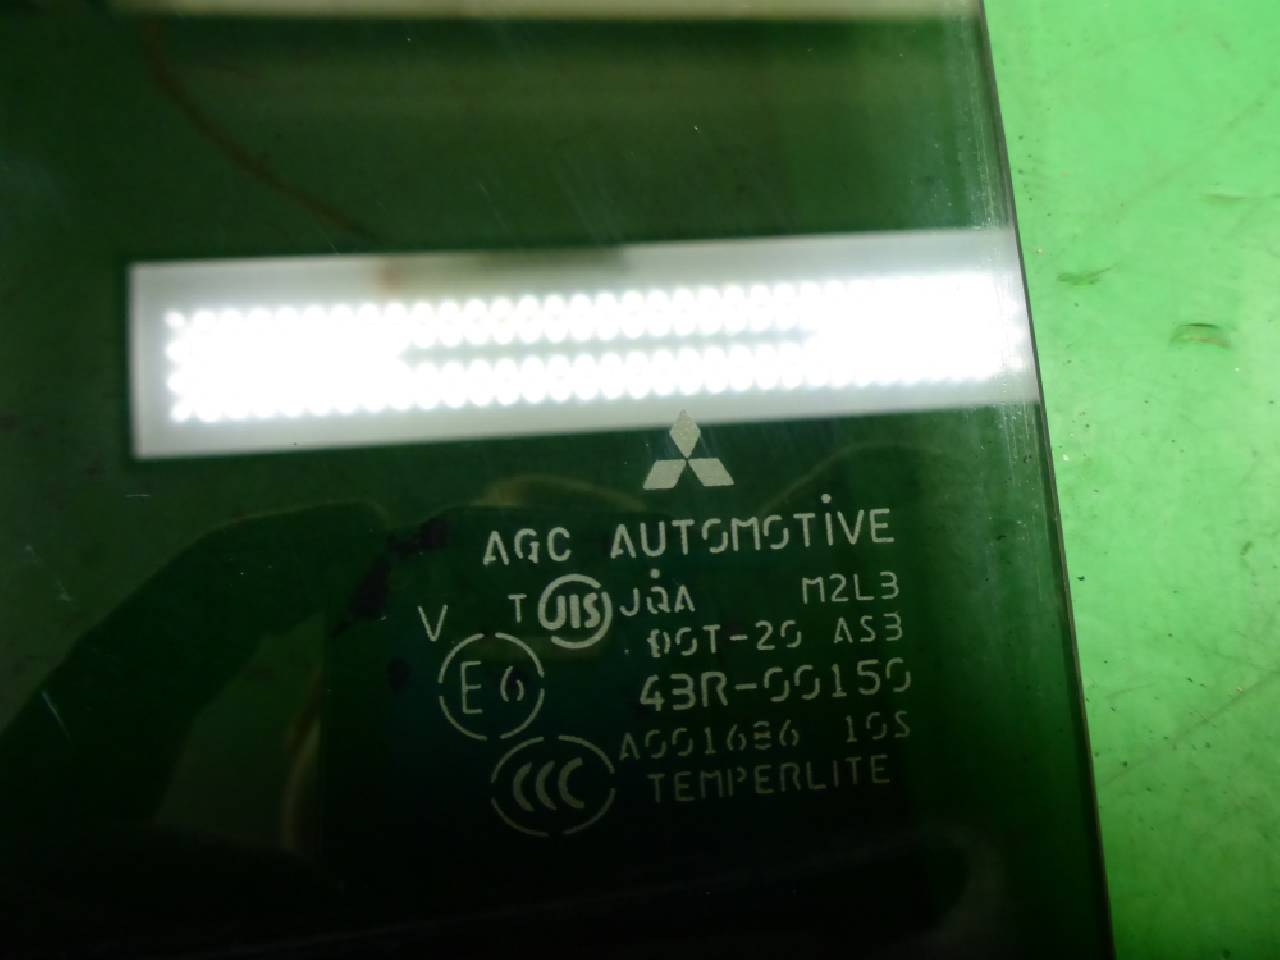 AGC AUTOMOTIVE
T JIS JQA M2L3
V DOT-20 AS3
E6 43R-00150
A001686 10S
CCC TEMPERLITE